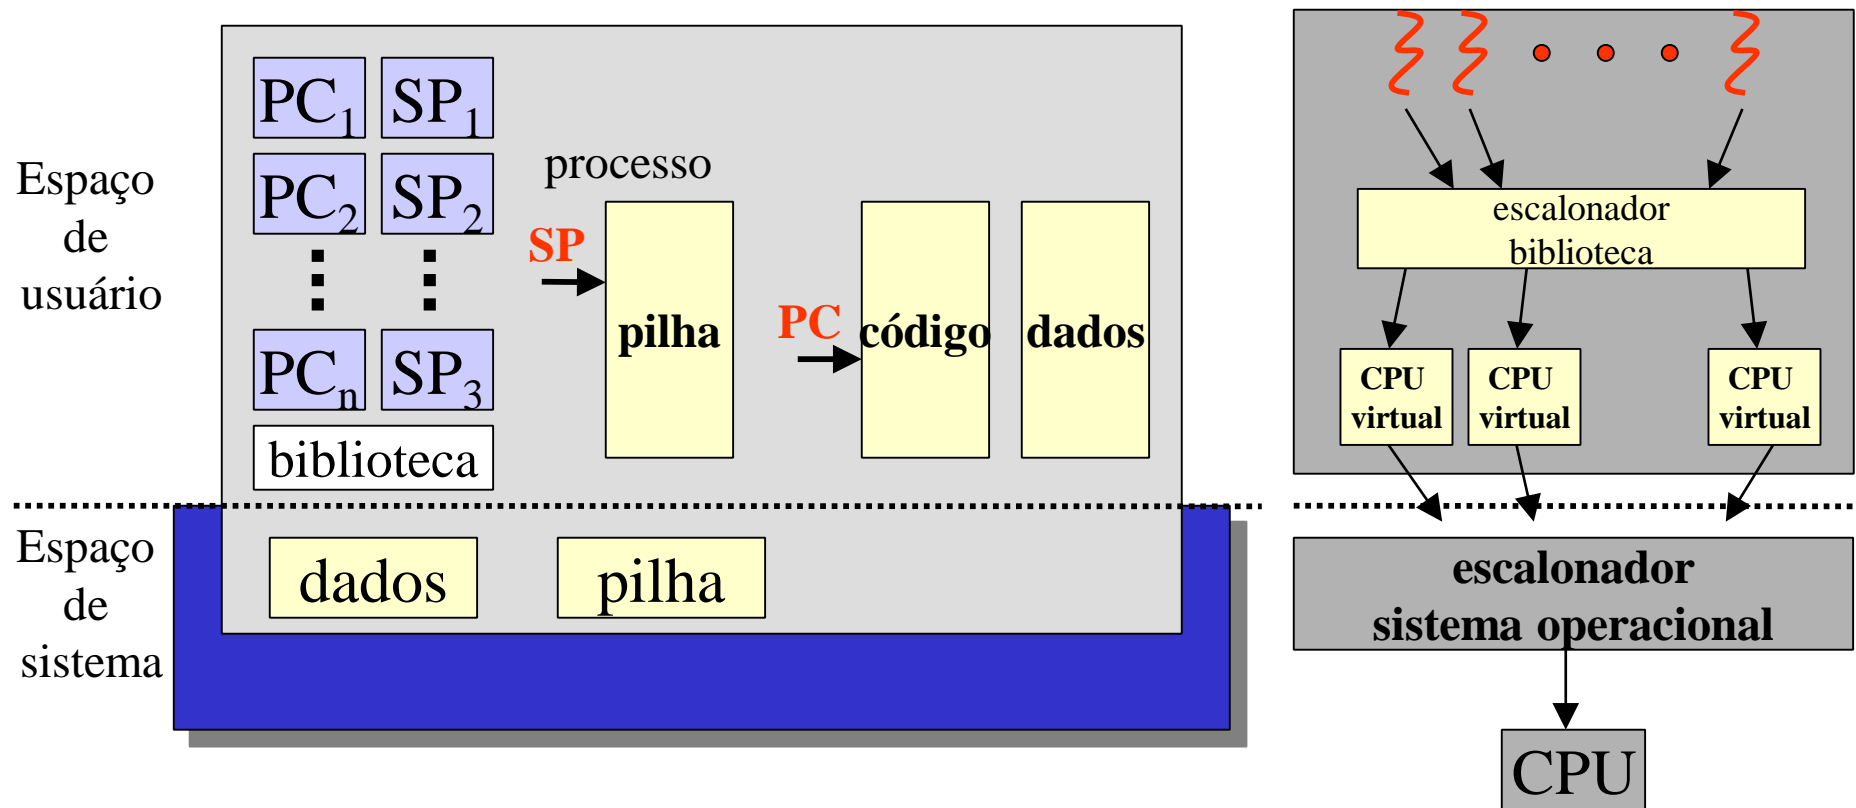 Espaço
de
usuário
PC1 SP1
PC2 SP2
PCn SP3
biblioteca
processo
SP
pilha
PC
código
dados
Espaço
de
sistema
dados
pilha
escalonador
biblioteca
CPU
virtual
CPU
virtual
CPU
virtual
escalonador
sistema operacional
CPU